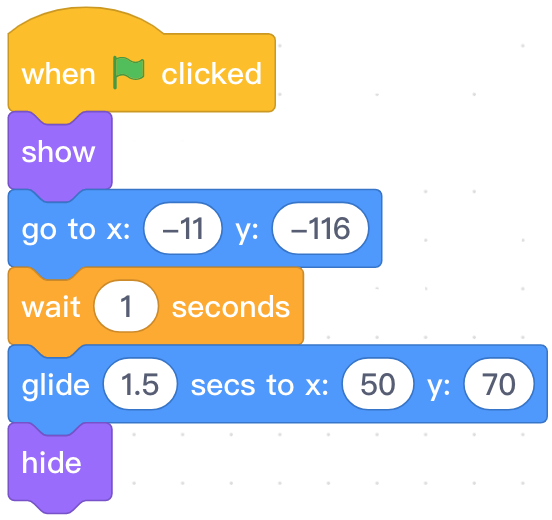 when clicked
show
go to x: –11 y: –116
wait 1 seconds
glide 1.5 secs to x: 50 y: 70
hide